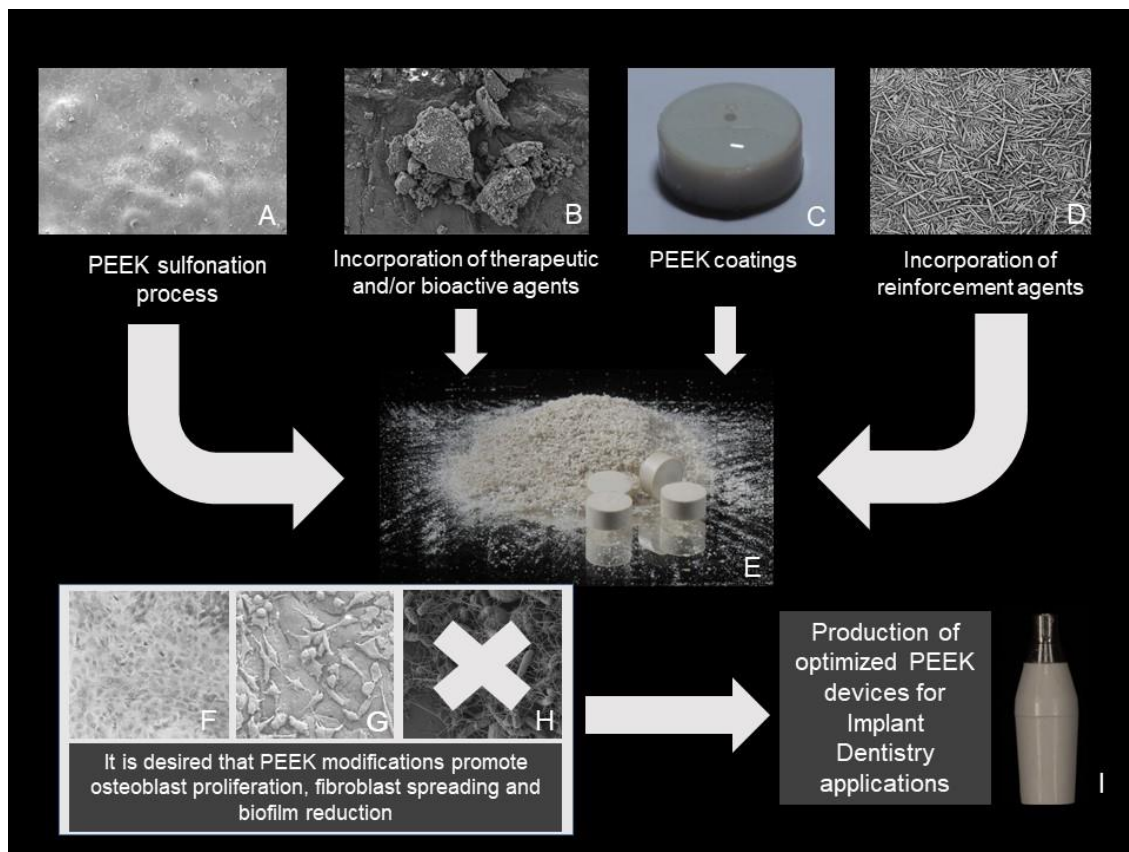 A
B
C
D
PEEK sulfonation
process
Incorporation of therapeutic
and/or bioactive agents
PEEK coatings
Incorporation of
reinforcement agents
E
F
G
H
It is desired that PEEK modifications promote
osteoblast proliferation, fibroblast spreading and
biofilm reduction
Production of
optimized PEEK
devices for
Implant
Dentistry
applications
I